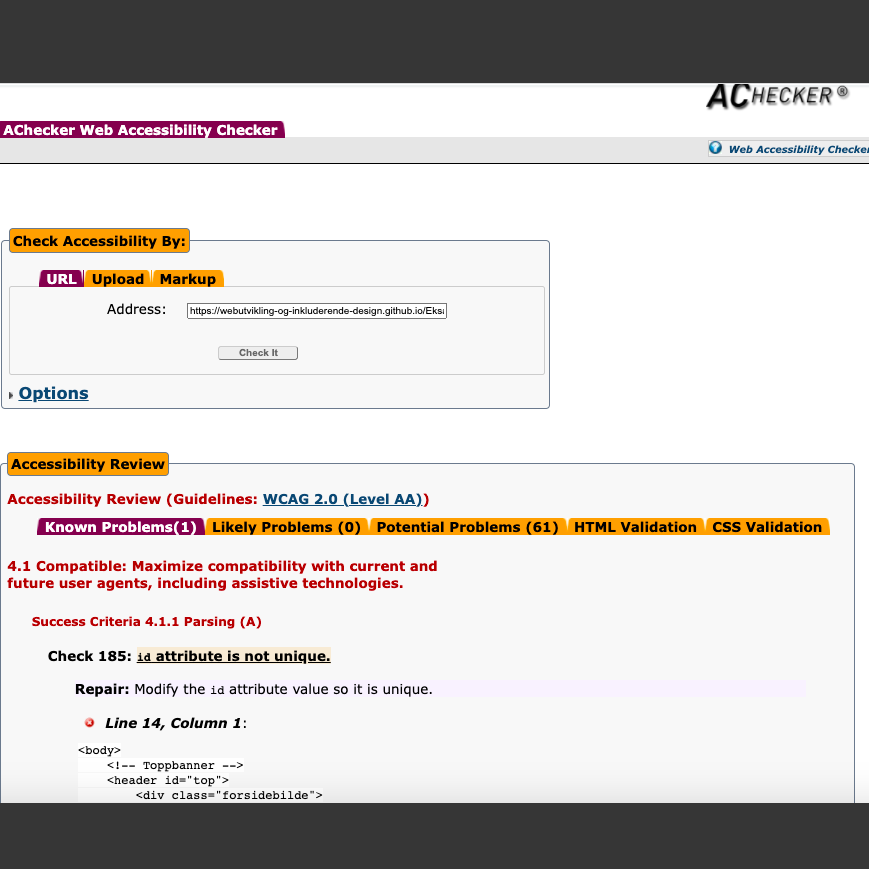 ACHECKER®
AChecker Web Accessibility Checker
Web Accessibility Checker
Check Accessibility By:
URL Upload Markup
Address: https://webutvikling-og-inkluderende-design.github.io/Eks
Check It
Options
Accessibility Review
Accessibility Review (Guidelines: WCAG 2.0 (Level AA))
Known Problems(1) Likely Problems (0) Potential Problems (61) HTML Validation CSS Validation
4.1 Compatible: Maximize compatibility with current and
future user agents, including assistive technologies.
Success Criteria 4.1.1 Parsing (A)
Check 185: id attribute is not unique.
Repair: Modify the id attribute value so it is unique.
Line 14, Column 1:
<body>
<!-- Toppbanner -->
<header id="top">
<div class="forsidebilde">